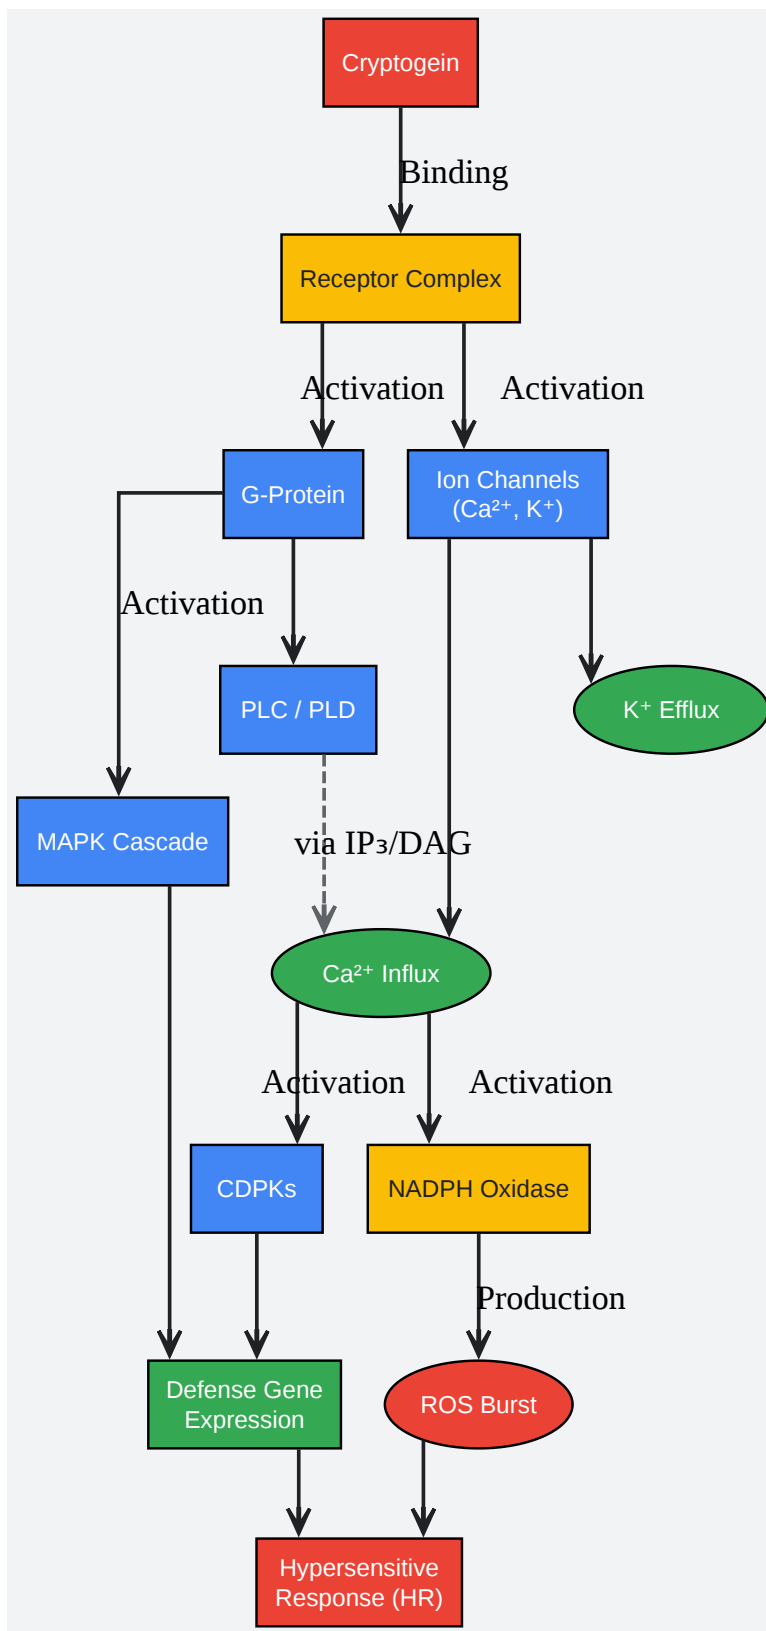 Cryptogein
Binding
Receptor Complex
Activation
Activation
G-Protein
Ion Channels
(Ca²⁺, K⁺)
Activation
PLC / PLD
K⁺ Efflux
MAPK Cascade
via IP₃/DAG
Ca²⁺ Influx
Activation
Activation
CDPKs
NADPH Oxidase
Production
Defense Gene
Expression
ROS Burst
Hypersensitive
Response (HR)